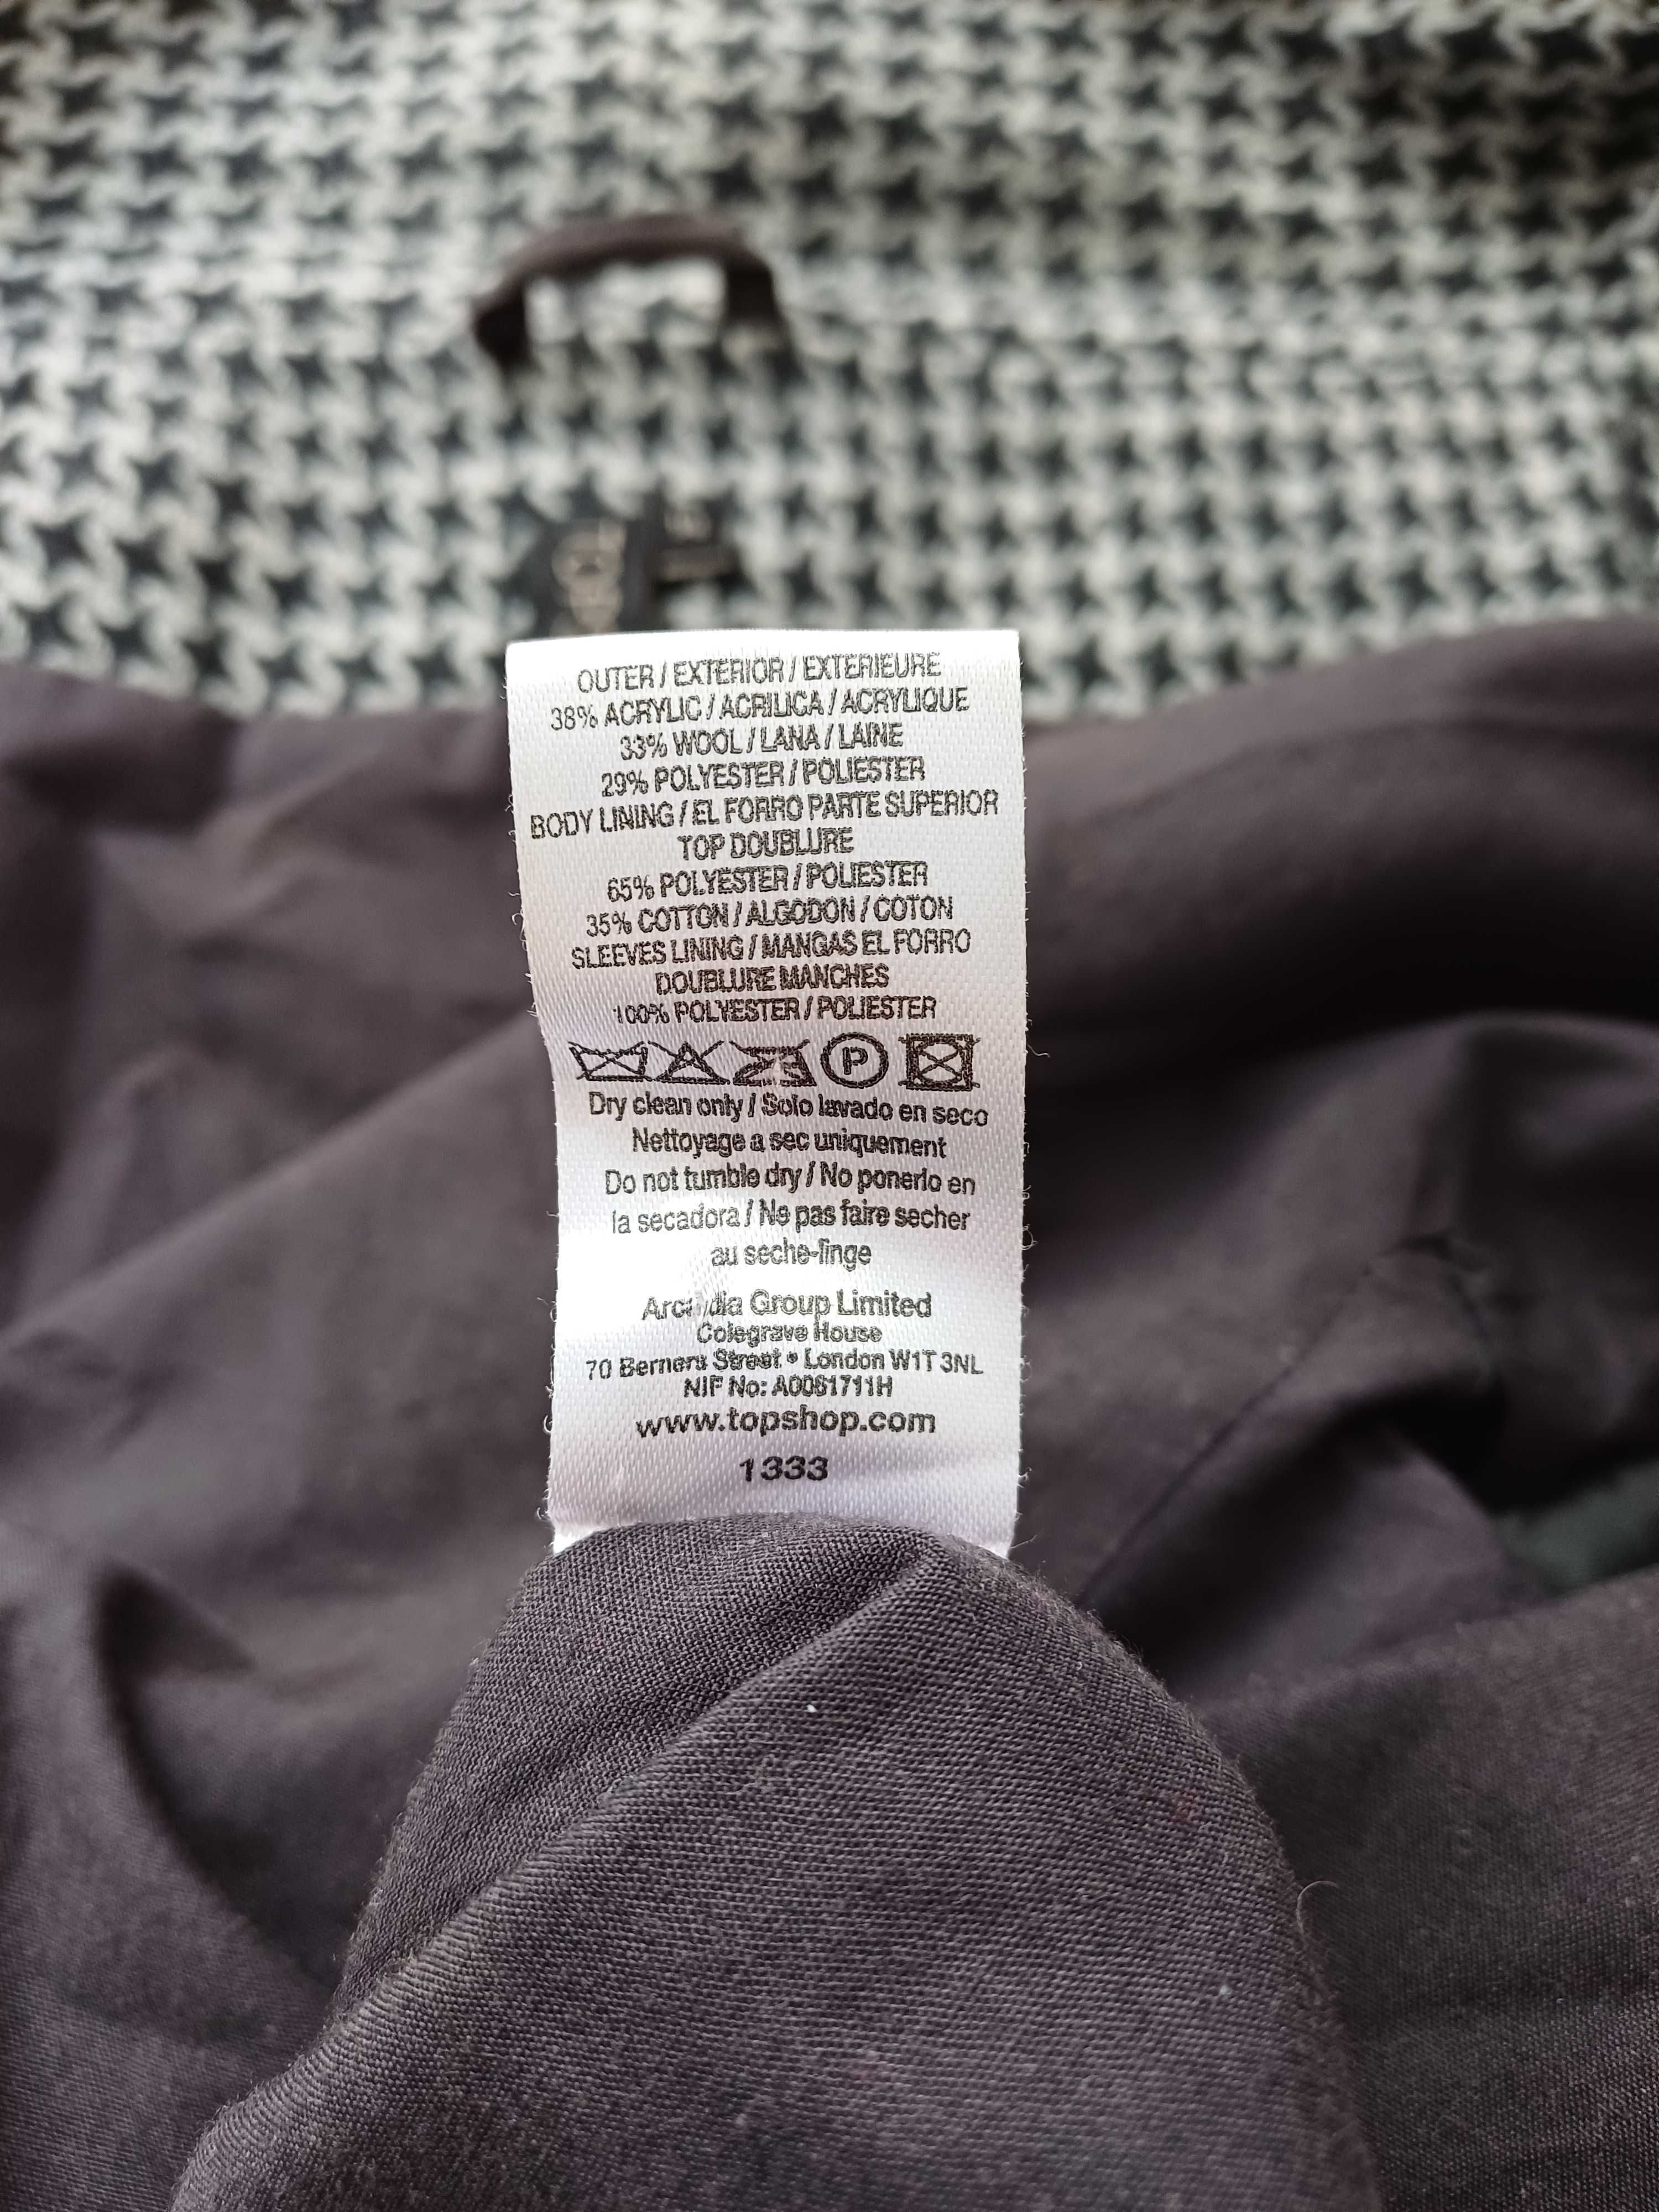 OUTER / EXTERIOR / EXTERIEURE
38% ACRYLIC / ACRILICA / ACRYLIQUE
33% WOOL / LANA / LAINE
29% POLYESTER / POLIESTER
BODY LINING / EL FORRO PARTE SUPERIOR
TOP DOUBLURE
65% POLYESTER / POLIESTER
35% COTTON / ALGODON / COTON
SLEEVES LINING / MANGAS EL FORRO
DOUBLURE MANCHES
100% POLYESTER / POLIESTER
P
Dry clean only / Solo lavado en seco
Nettoyage a sec uniquement
Do not tumble dry / No ponerlo en
la secadora / Ne pas faire secher
au seche-linge
Arcadia Group Limited
Colegrave House
70 Berners Street • London W1T 3NL
NIF No: A0061711H
www.topshop.com
1333